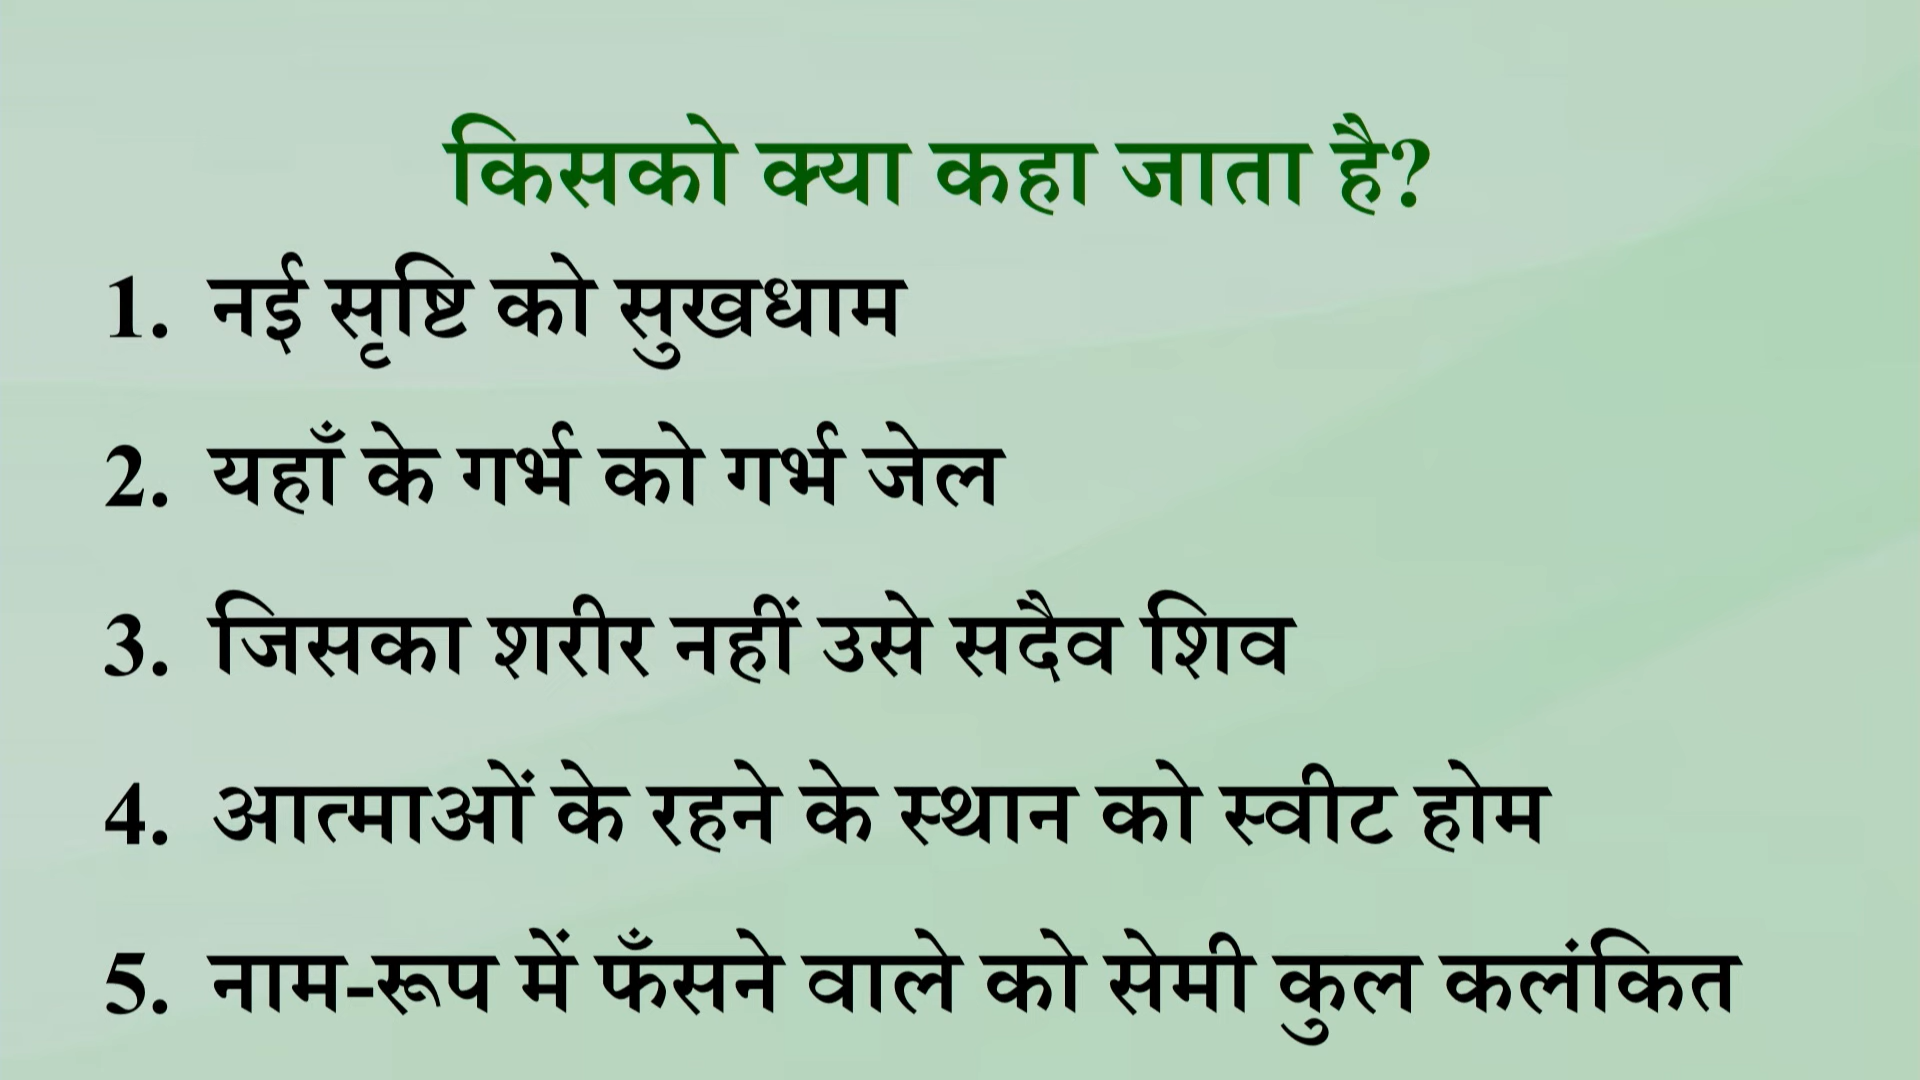 किसको क्या कहा जाता है?
1. नई सृष्टि को सुखधाम
2. यहाँ के गर्भ को गर्भ जेल
3. जिसका शरीर नहीं उसे सदैव शिव
4. आत्माओं के रहने के स्थान को स्वीट होम
5. नाम-रूप में फँसने वाले को सेमी कुल कलंकित